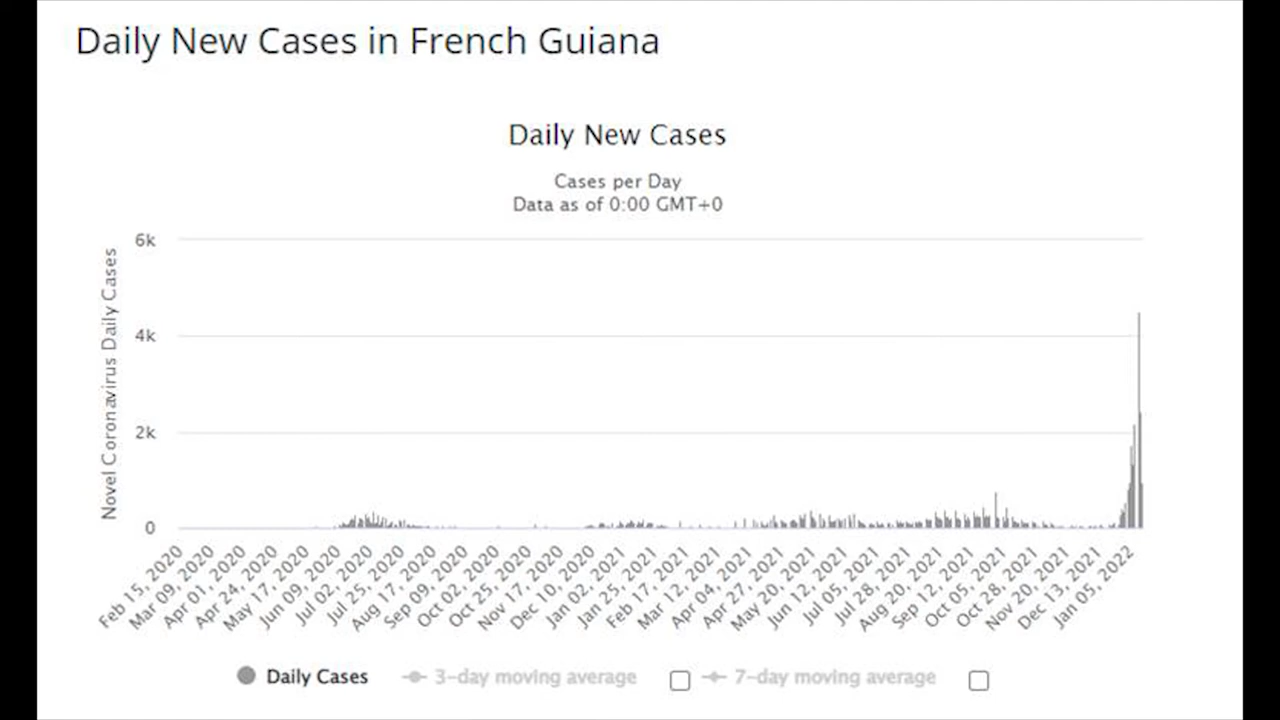 Daily New Cases in French Guiana
Daily New Cases
Cases per Day
Data as of 0:00 GMT+0
Novel Coronavirus Daily Cases
6k
4k
2k
0
Feb 15, 2020
Mar 09, 2020
Apr 01, 2020
Apr 24, 2020
May 17, 2020
Jun 09, 2020
Jul 02, 2020
Jul 25, 2020
Aug 17, 2020
Sep 09, 2020
Oct 02, 2020
Oct 25, 2020
Nov 17, 2020
Dec 10, 2020
Jan 02, 2021
Jan 25, 2021
Feb 17, 2021
Mar 12, 2021
Apr 04, 2021
Apr 27, 2021
May 20, 2021
Jun 12, 2021
Jul 05, 2021
Jul 28, 2021
Aug 20, 2021
Sep 12, 2021
Oct 05, 2021
Oct 28, 2021
Nov 20, 2021
Dec 13, 2021
Jan 05, 2022
Daily Cases 3-day moving average 7-day moving average